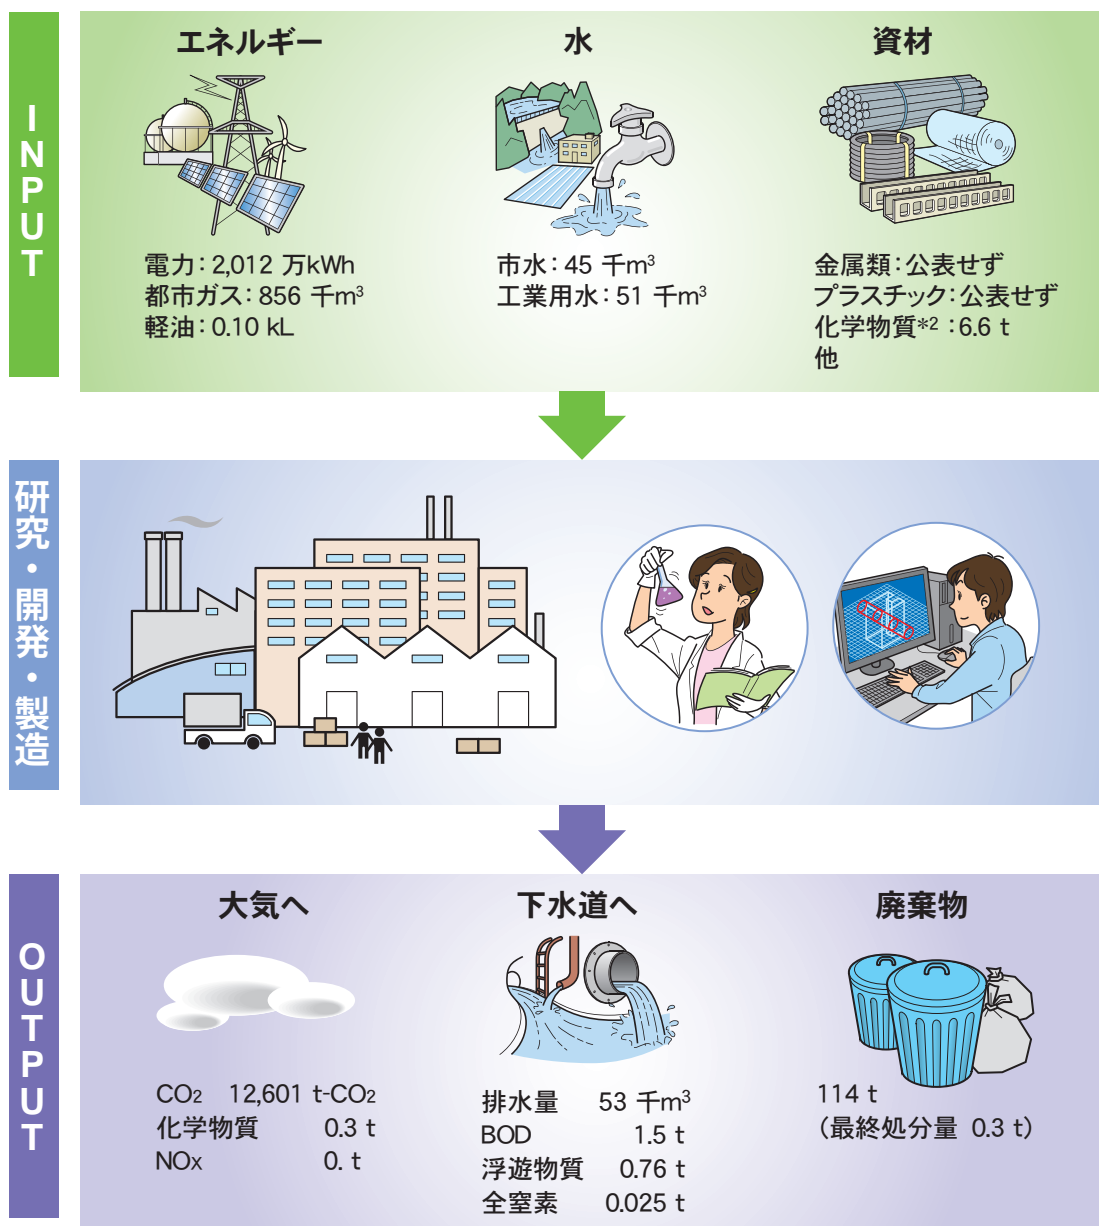 INPUT
エネルギー
電力：2,012 万kWh
都市ガス：856 千m³
軽油：0.10 kL
水
市水：45 千m³
工業用水：51 千m³
資材
金属類：公表せず
プラスチック：公表せず
化学物質*2：6.6 t
他
研究・開発・製造
OUTPUT
大気へ
CO2 12,601 t-CO2
化学物質 0.3 t
NOx 0. t
下水道へ
排水量 53 千m³
BOD 1.5 t
浮遊物質 0.76 t
全窒素 0.025 t
廃棄物
114 t
（最終処分量 0.3 t）